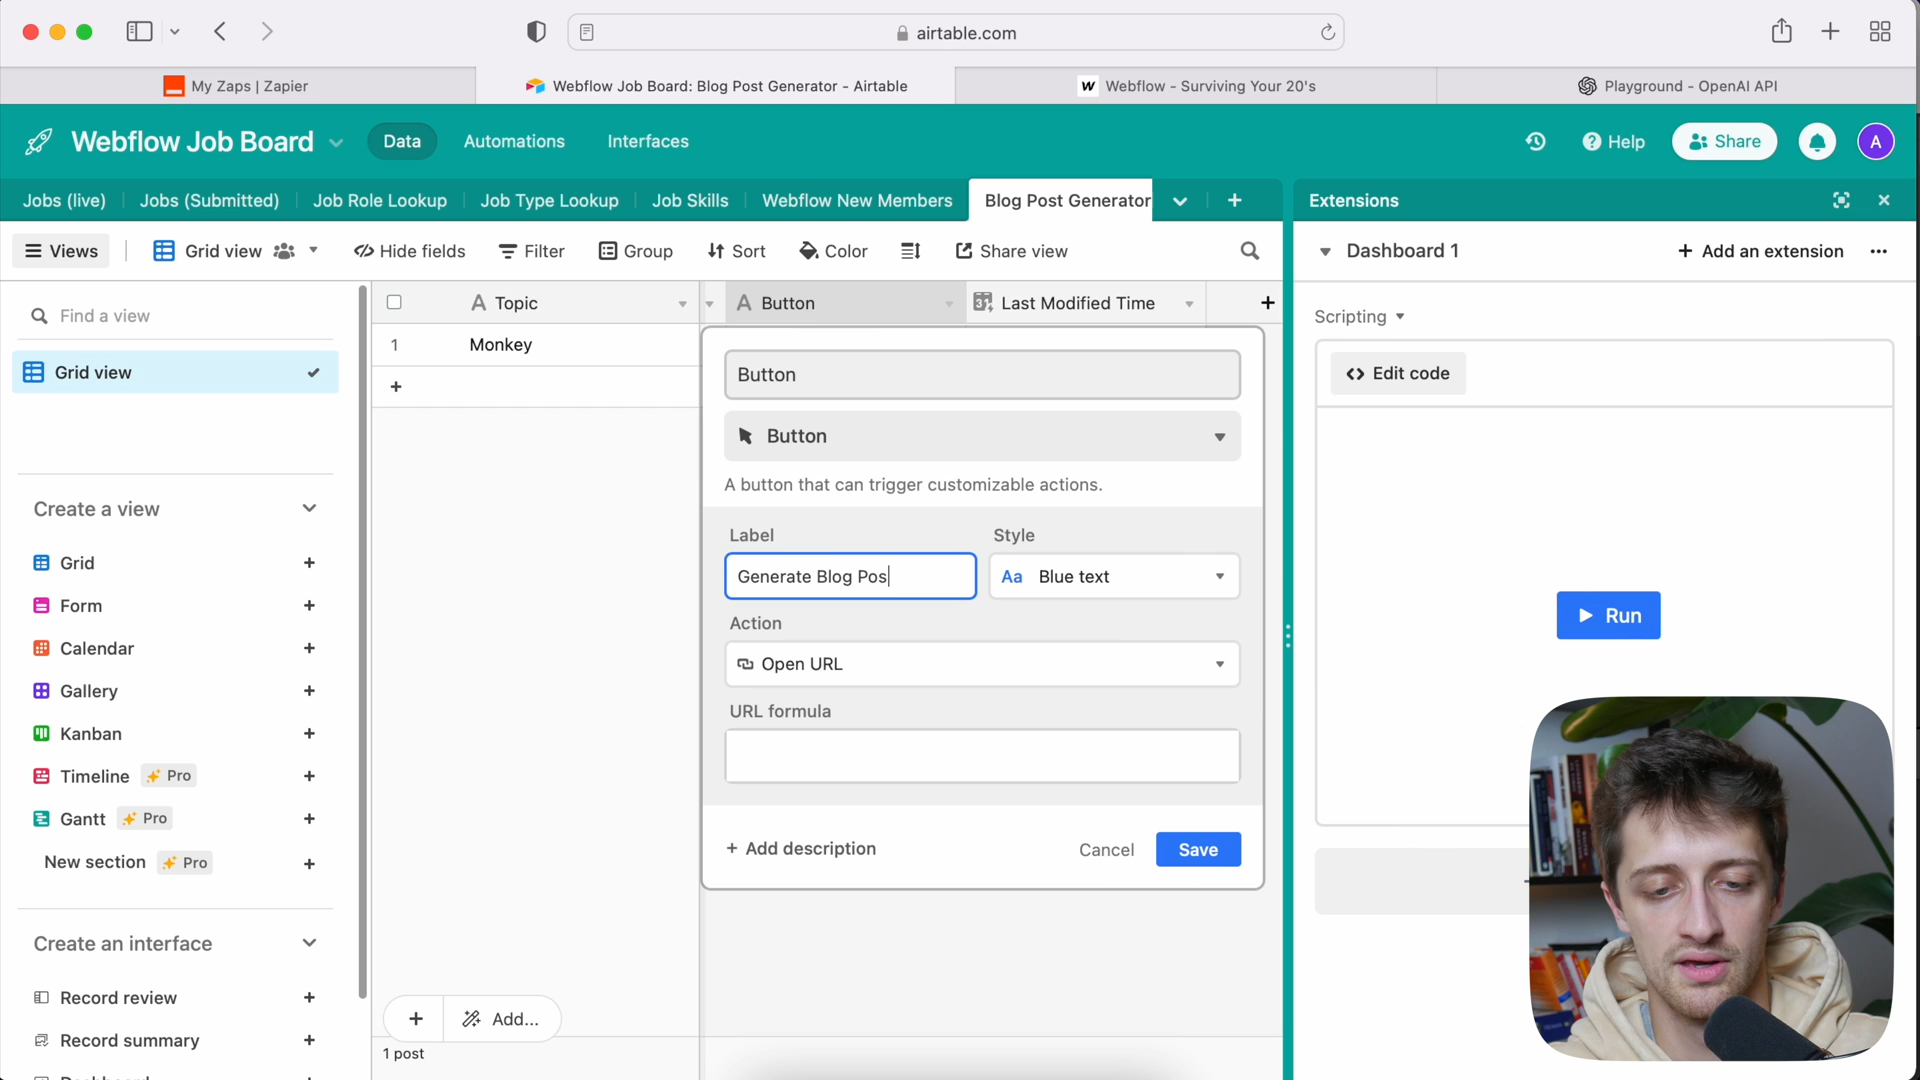 airtable.com
My Zaps | Zapier
Webflow Job Board: Blog Post Generator - Airtable
W Webflow - Surviving Your 20's
Playground - OpenAI API
Webflow Job Board
Data
Automations
Interfaces
Help
Share
A
Jobs (live)
Jobs (Submitted)
Job Role Lookup
Job Type Lookup
Job Skills
Webflow New Members
Blog Post Generator
Extensions
Views
Grid view
Hide fields
Filter
Group
Sort
Color
Share view
Dashboard 1
+ Add an extension
Find a view
A Topic
A Button
31 Last Modified Time
Scripting
1 Monkey
Grid view
Button
Edit code
Button
A button that can trigger customizable actions.
Create a view
Label
Style
Grid
Generate Blog Pos
Aa Blue text
Form
Action
Run
Calendar
Open URL
Gallery
URL formula
Kanban
Timeline Pro
Gantt Pro
+ Add description
Cancel
Save
New section Pro
Create an interface
Record review
Add...
Record summary
1 post